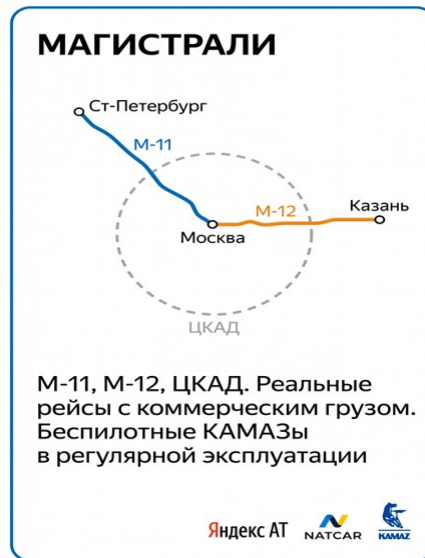 МАГИСТРАЛИ
Ст-Петербург
М-11
Казань
М-12
Москва
ЦКАД
М-11, М-12, ЦКАД. Реальные
рейсы с коммерческим грузом.
Беспилотные КАМАЗы
в регулярной эксплуатации
Яндекс АТ
NATCAR
KAMAZ